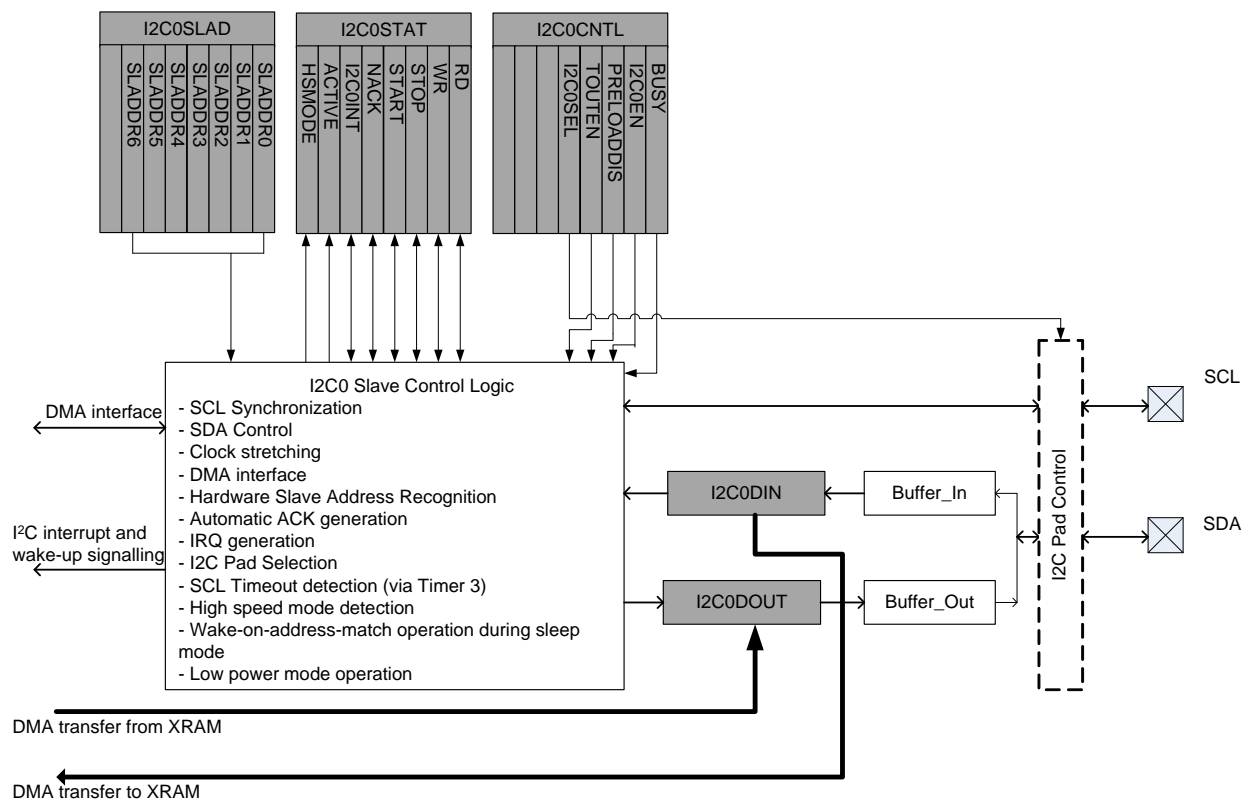 I2C0SLAD
SLADDR6
SLADDR5
SLADDR4
SLADDR3
SLADDR2
SLADDR1
SLADDR0
I2C0STAT
HSMODE
ACTIVE
I2C0INT
NACK
START
STOP
WR
RD
I2C0CNTL
I2C0SEL
TOUTEN
PRELOADDIS
I2C0EN
BUSY
I2C0 Slave Control Logic
- SCL Synchronization
- SDA Control
- Clock stretching
- DMA interface
- Hardware Slave Address Recognition
- Automatic ACK generation
- IRQ generation
- I2C Pad Selection
- SCL Timeout detection (via Timer 3)
- High speed mode detection
- Wake-on-address-match operation during sleep
mode
- Low power mode operation
DMA interface
I²C interrupt and
wake-up signalling
I2C0DIN
Buffer_In
I2C0DOUT
Buffer_Out
I2C Pad Control
SCL
SDA
DMA transfer from XRAM
DMA transfer to XRAM